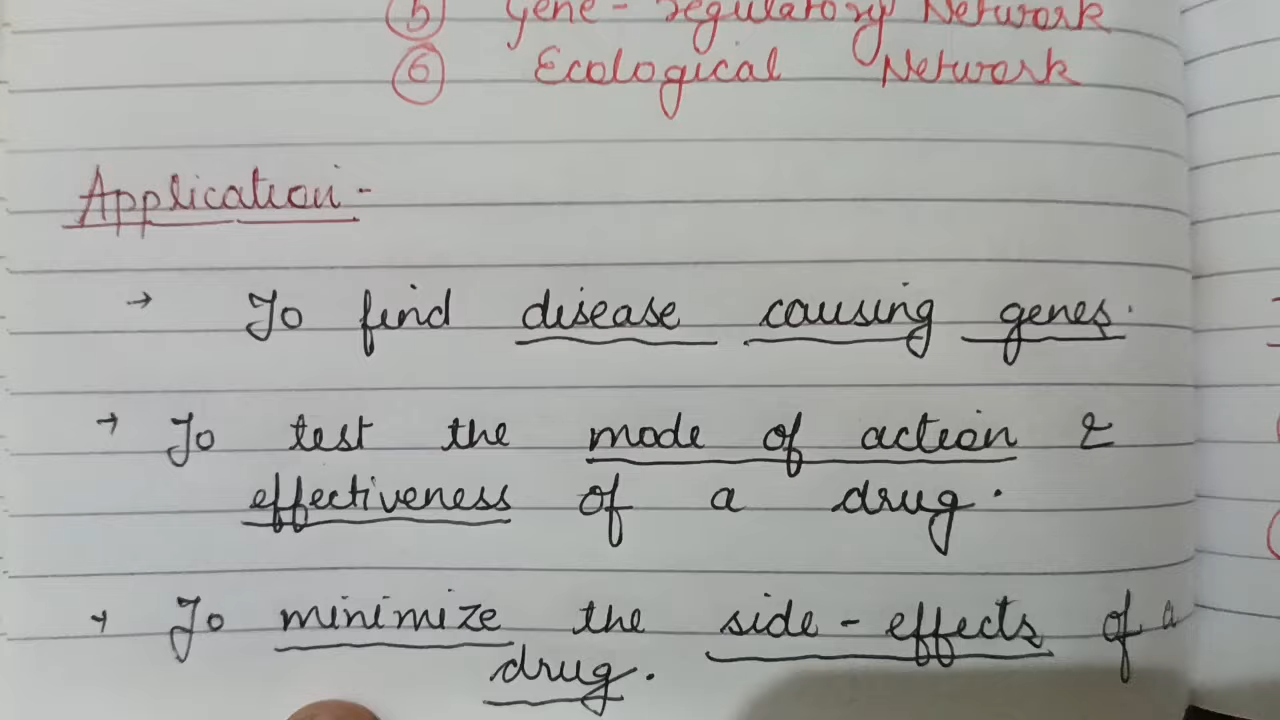 ⑤ Gene-regulatory Network
⑥ Ecological Network
Application-
→ To find disease causing genes.
→ To test the mode of action &
effectiveness of a drug.
→ To minimize the side-effects of a
drug.